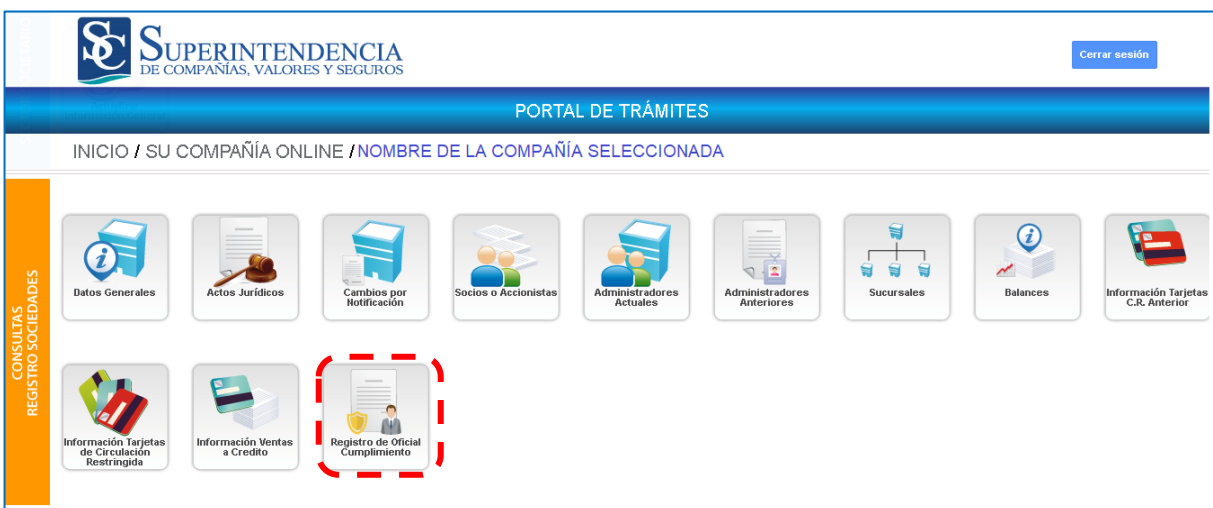 SC SUPERINTENDENCIA
DE COMPAÑÍAS, VALORES Y SEGUROS
Cerrar sesión
PORTAL DE TRÁMITES
INICIO / SU COMPAÑÍA ONLINE / NOMBRE DE LA COMPAÑÍA SELECCIONADA
CONSULTAS
REGISTRO SOCIEDADES
Datos Generales
Actos Jurídicos
Cambios por
Notificación
Socios o Accionistas
Administradores
Actuales
Administradores
Anteriores
Sucursales
Balances
Información Tarjetas
C.R. Anterior
Información Tarjetas
de Circulación
Restringida
Información Ventas
a Credito
Registro de Oficial
Cumplimiento